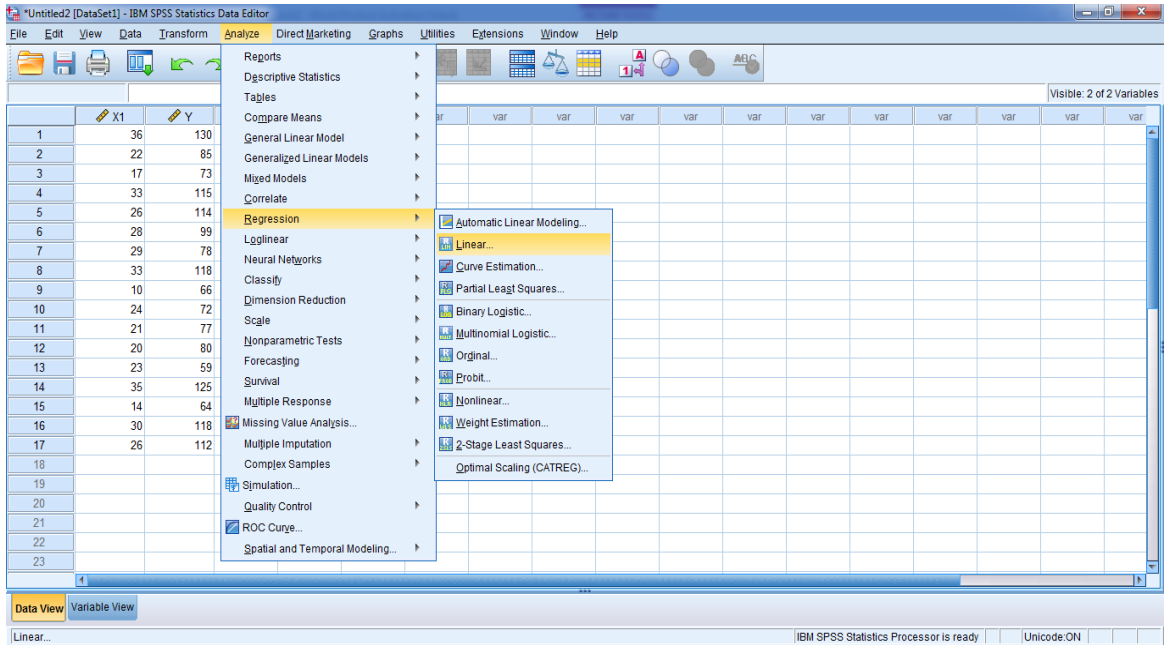 *Untitled2 [DataSet1] - IBM SPSS Statistics Data Editor
File Edit View Data Transform Analyze Direct Marketing Graphs Utilities Extensions Window Help
Visible: 2 of 2 Variables
X1 Y var var var var var var var var var var var
1 36 130
2 22 85
3 17 73
4 33 115
5 26 114
6 28 99
7 29 78
8 33 118
9 10 66
10 24 72
11 21 77
12 20 80
13 23 59
14 35 125
15 14 64
16 30 118
17 26 112
18
19
20
21
22
23
Reports
Descriptive Statistics
Tables
Compare Means
General Linear Model
Generalized Linear Models
Mixed Models
Correlate
Regression
Loglinear
Neural Networks
Classify
Dimension Reduction
Scale
Nonparametric Tests
Forecasting
Survival
Multiple Response
Missing Value Analysis...
Multiple Imputation
Complex Samples
Simulation...
Quality Control
ROC Curve...
Spatial and Temporal Modeling...
Automatic Linear Modeling...
Linear...
Curve Estimation...
Partial Least Squares...
Binary Logistic...
Multinomial Logistic...
Ordinal...
Probit...
Nonlinear...
Weight Estimation...
2-Stage Least Squares...
Optimal Scaling (CATREG)...
Data View Variable View
Linear... IBM SPSS Statistics Processor is ready Unicode:ON